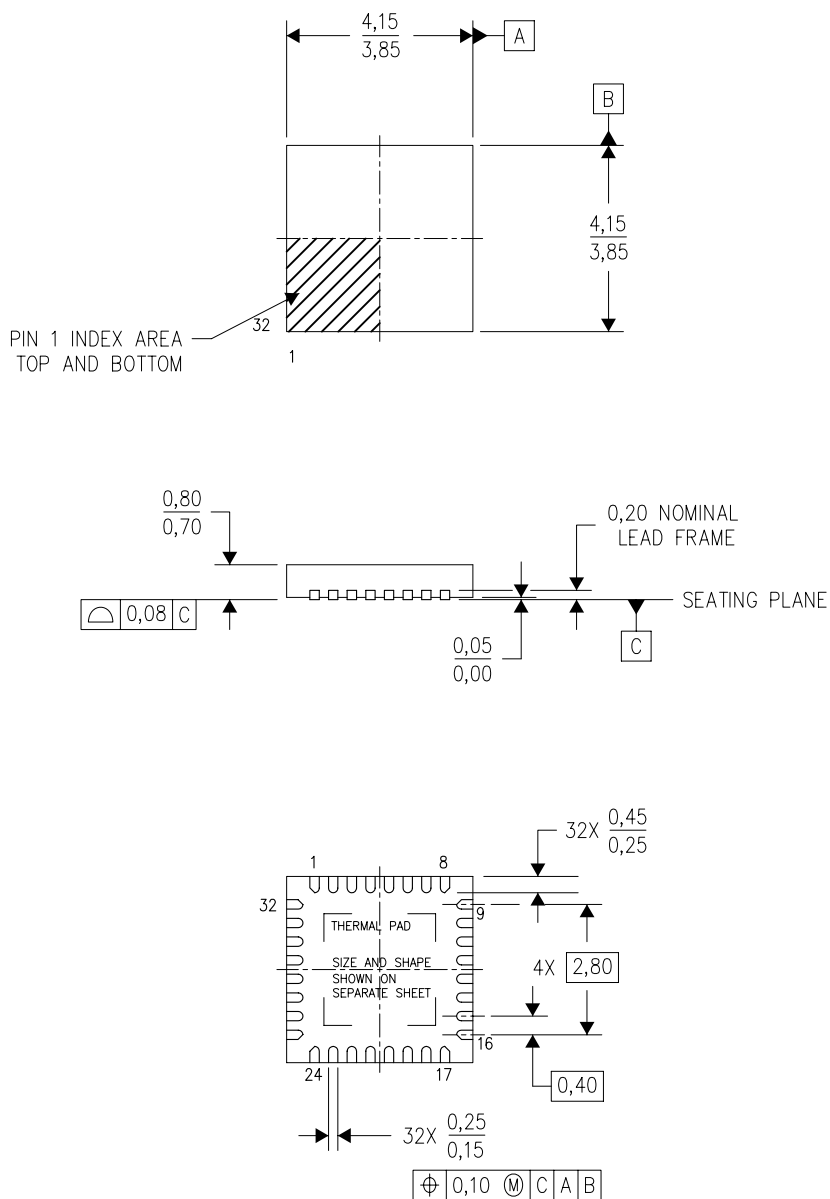 4,15
3,85
A
B
4,15
3,85
PIN 1 INDEX AREA
TOP AND BOTTOM
32
1
0,80
0,70
0,20 NOMINAL
LEAD FRAME
0,08 C
SEATING PLANE
0,05
0,00
C
32X 0,45
0,25
1
8
32
9
THERMAL PAD
SIZE AND SHAPE
SHOWN ON
SEPARATE SHEET
4X 2,80
16
24
17
0,40
32X 0,25
0,15
⌖ 0,10 Ⓜ C A B